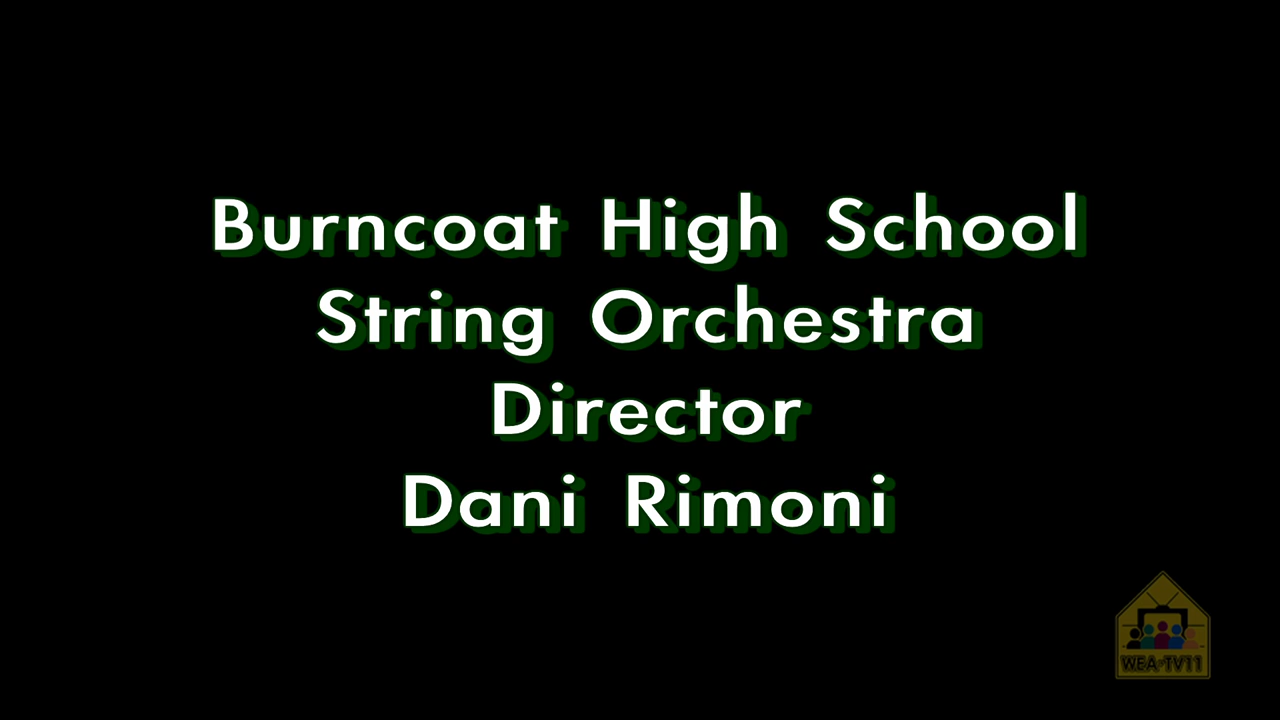 Burncoat High School
String Orchestra
Director
Dani Rimoni
WEA-TV11